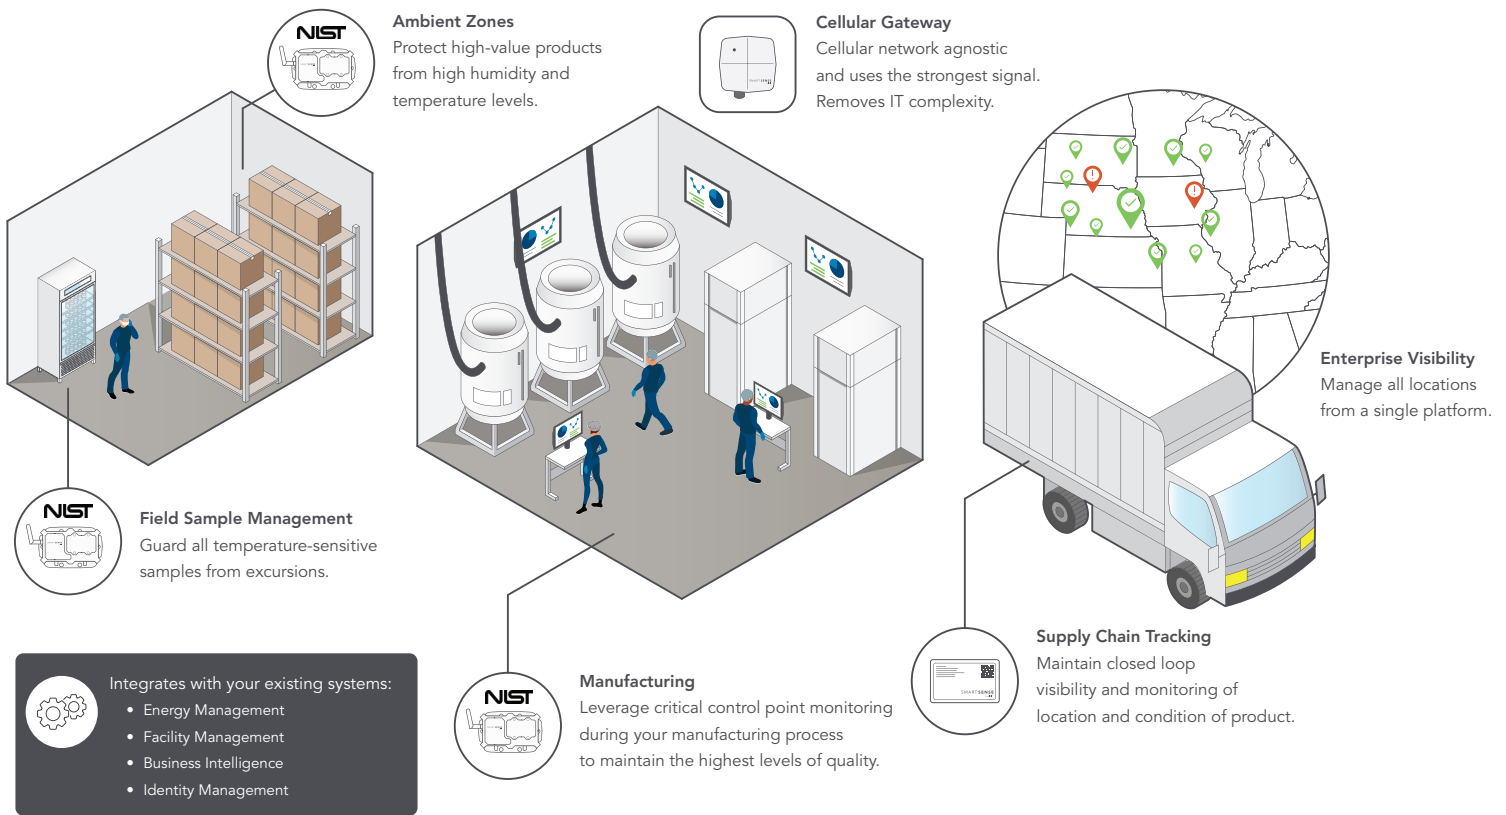 NIST
Ambient Zones
Protect high-value products
from high humidity and
temperature levels.
Cellular Gateway
Cellular network agnostic
and uses the strongest signal.
Removes IT complexity.
SMARTSENSE
Enterprise Visibility
Manage all locations
from a single platform.
NIST
Field Sample Management
Guard all temperature-sensitive
samples from excursions.
Integrates with your existing systems:
• Energy Management
• Facility Management
• Business Intelligence
• Identity Management
NIST
Manufacturing
Leverage critical control point monitoring
during your manufacturing process
to maintain the highest levels of quality.
SMARTSENSE
Supply Chain Tracking
Maintain closed loop
visibility and monitoring of
location and condition of product.